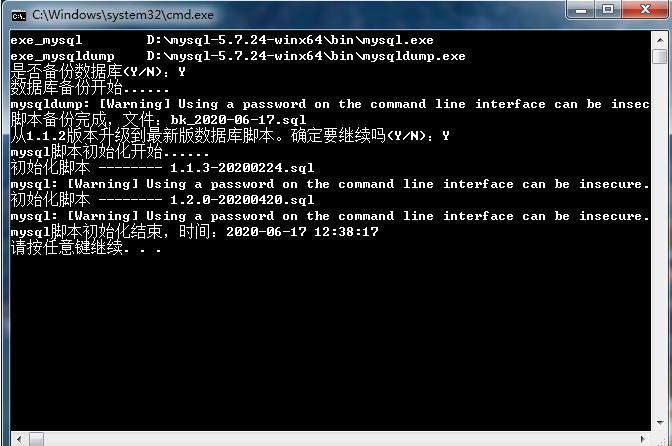 C:\Windows\system32\cmd.exe
exe_mysql D:\mysql-5.7.24-winx64\bin\mysql.exe
exe_mysqldump D:\mysql-5.7.24-winx64\bin\mysqldump.exe
是否备份数据库(Y/N)：Y
数据库备份开始......
mysqldump: [Warning] Using a password on the command line interface can be insec
脚本备份完成，文件：bk_2020-06-17.sql
从1.1.2版本升级到最新版数据库脚本。确定要继续吗(Y/N)：Y
mysql脚本初始化开始......
初始化脚本 -------- 1.1.3-20200224.sql
mysql: [Warning] Using a password on the command line interface can be insecure.
初始化脚本 -------- 1.2.0-20200420.sql
mysql: [Warning] Using a password on the command line interface can be insecure.
mysql脚本初始化结束，时间：2020-06-17 12:38:17
请按任意键继续. . .